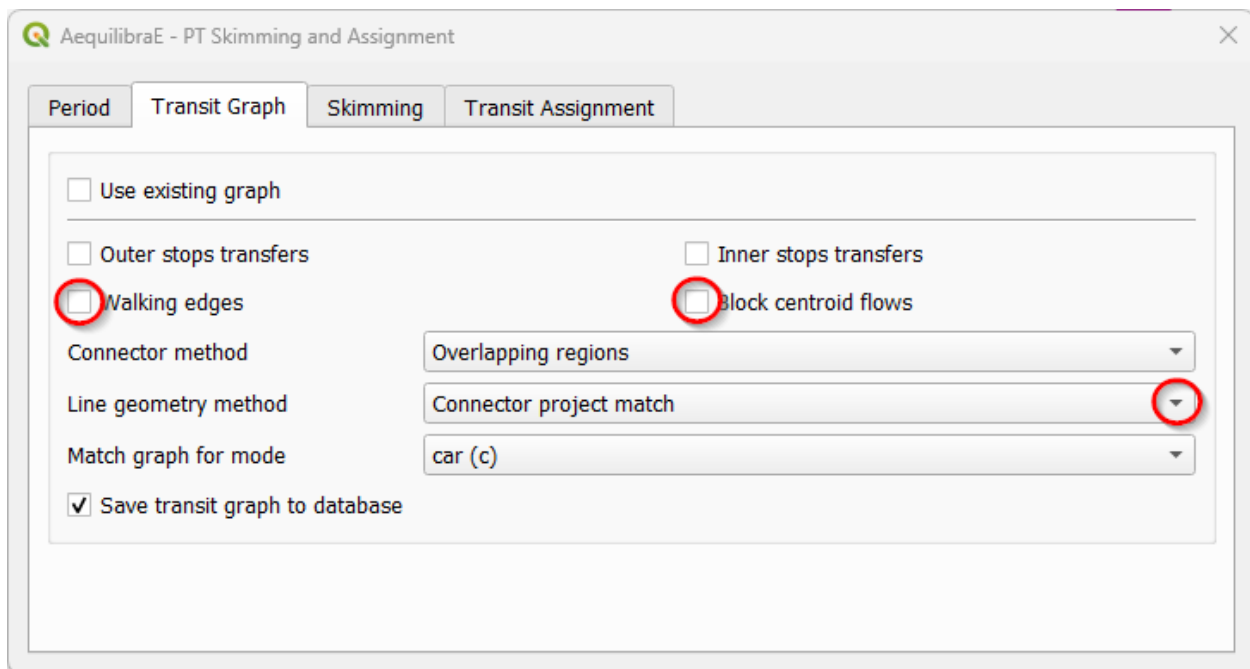 AequilibraE - PT Skimming and Assignment
Period Transit Graph Skimming Transit Assignment
Use existing graph
Outer stops transfers Inner stops transfers
Walking edges Block centroid flows
Connector method Overlapping regions
Line geometry method Connector project match
Match graph for mode car (c)
Save transit graph to database